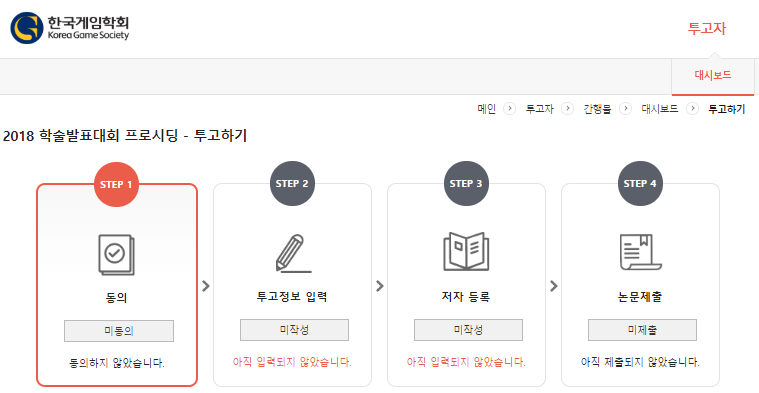 한국게임학회
Korea Game Society
투고자
대시보드
메인 투고자 간행물 대시보드 투고하기
2018 학술발표대회 프로시딩 - 투고하기
STEP 1
동의
미동의
동의하지 않았습니다.
STEP 2
투고정보 입력
미작성
아직 입력되지 않았습니다.
STEP 3
저자 등록
미작성
아직 입력되지 않았습니다.
STEP 4
논문제출
미제출
아직 제출되지 않았습니다.